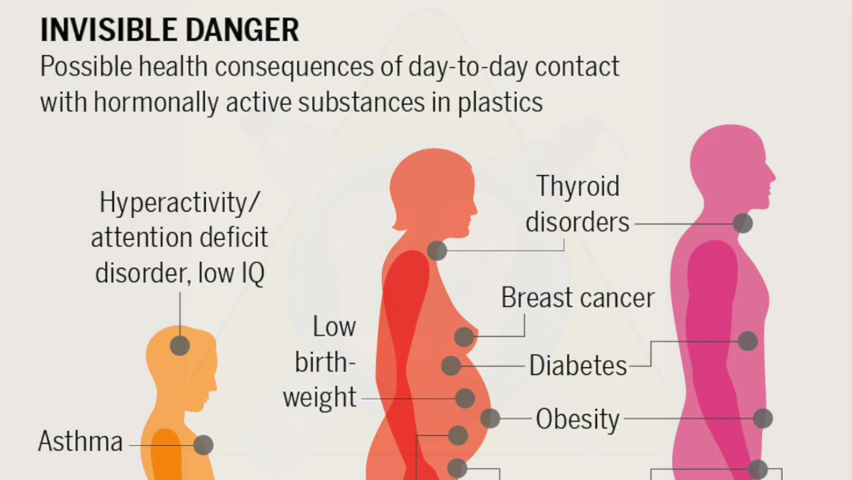 INVISIBLE DANGER
Possible health consequences of day-to-day contact
with hormonally active substances in plastics
Hyperactivity/
attention deficit
disorder, low IQ
Thyroid
disorders
Breast cancer
Low
birth-
weight
Diabetes
Obesity
Asthma